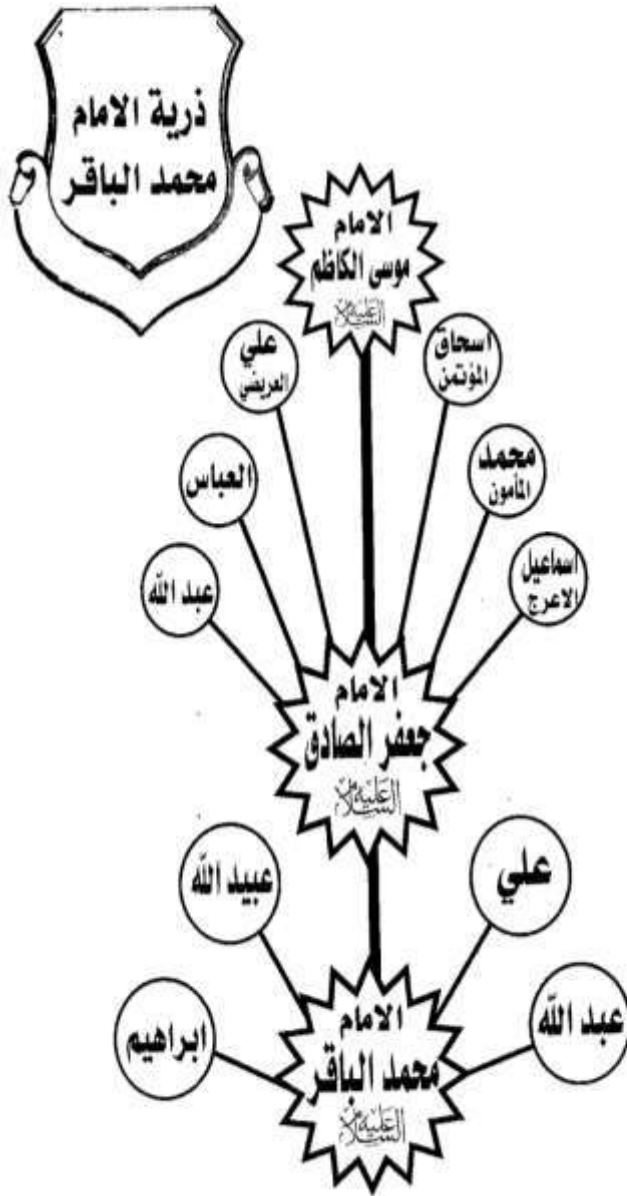 ذرية الامام
محمد الباقر
الامام
موسى الكاظم
عليه السلام
اسحاق
المؤتمن
علي
العريضي
محمد
المأمون
العباس
اسماعيل
الاعرج
عبد الله
الامام
جعفر الصادق
عليه السلام
علي
عبيد الله
عبد الله
ابراهيم
الامام
محمد الباقر
عليه السلام